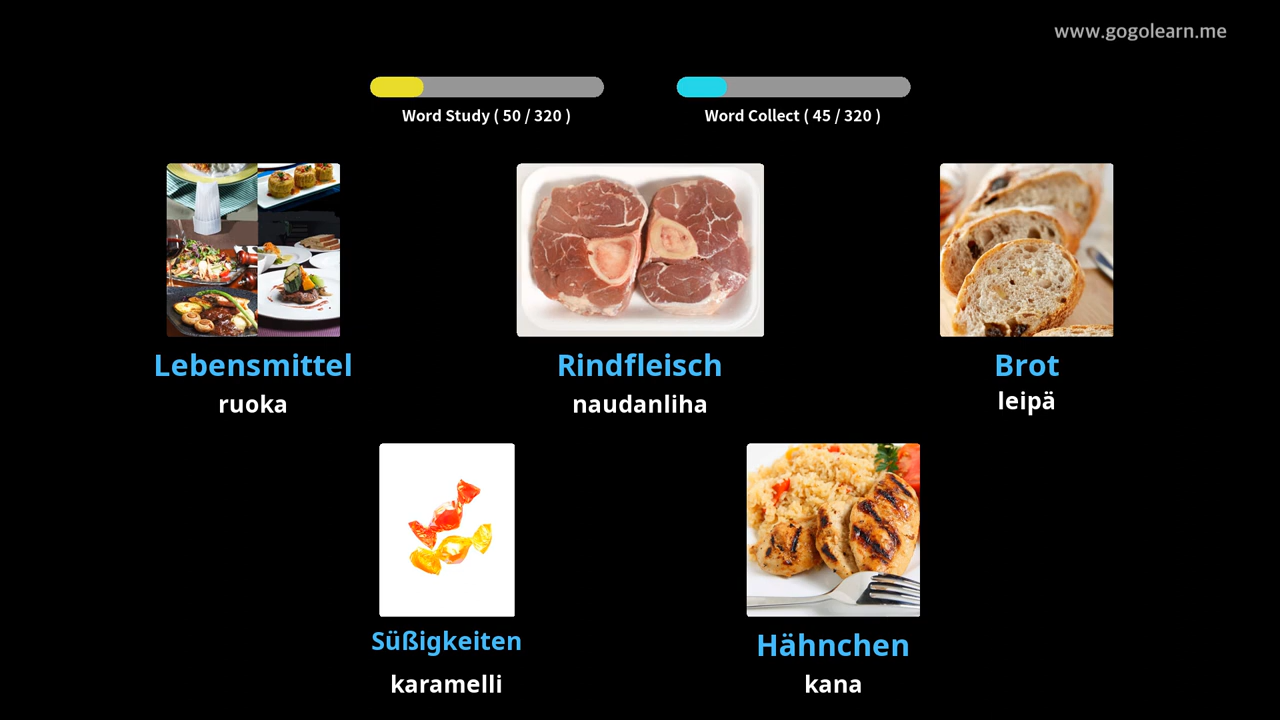 www.gogolearn.me
Word Study ( 50 / 320 )
Word Collect ( 45 / 320 )
Lebensmittel
ruoka
Rindfleisch
naudanliha
Brot
leipä
Süßigkeiten
karamelli
Hähnchen
kana